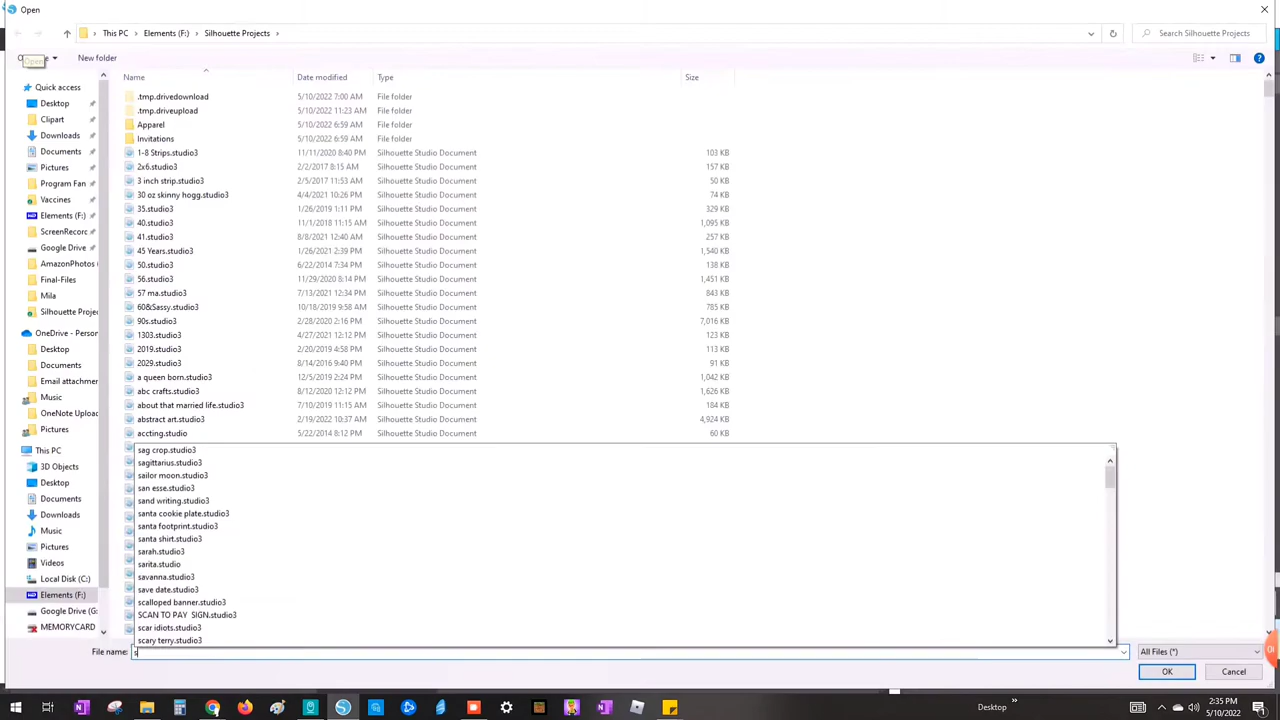 Open
This PC > Elements (F:) > Silhouette Projects >
Search Silhouette Projects
Open
New folder
Name
Date modified
Type
Size
Quick access
Desktop
Clipart
Downloads
Documents
Pictures
Program Fan
Vaccines
Elements (F:)
ScreenRecorc
Google Drive
AmazonPhotos (
Final-Files
Mila
Silhouette Projec
OneDrive - Person
Desktop
Documents
Email attachmer
Music
OneNote Upload
Pictures
This PC
3D Objects
Desktop
Documents
Downloads
Music
Pictures
Videos
Local Disk (C:)
Elements (F:)
Google Drive (G:
MEMORYCARD
.tmp.drivedownload 5/10/2022 7:00 AM File folder
.tmp.driveupload 5/10/2022 11:23 AM File folder
Apparel 5/10/2022 6:59 AM File folder
Invitations 5/10/2022 6:59 AM File folder
1-8 Strips.studio3 11/11/2020 8:40 PM Silhouette Studio Document 103 KB
2x6.studio3 2/2/2017 8:15 AM Silhouette Studio Document 157 KB
3 inch strip.studio3 2/5/2017 11:53 AM Silhouette Studio Document 50 KB
30 oz skinny hogg.studio3 4/4/2021 10:26 PM Silhouette Studio Document 74 KB
35.studio3 1/26/2019 1:11 PM Silhouette Studio Document 329 KB
40.studio3 11/1/2018 11:15 AM Silhouette Studio Document 1,095 KB
41.studio3 8/8/2021 12:40 AM Silhouette Studio Document 257 KB
45 Years.studio3 1/26/2021 2:39 PM Silhouette Studio Document 1,540 KB
50.studio3 6/22/2014 7:34 PM Silhouette Studio Document 138 KB
56.studio3 11/29/2020 8:14 PM Silhouette Studio Document 1,451 KB
57 ma.studio3 7/13/2021 12:34 PM Silhouette Studio Document 843 KB
60&Sassy.studio3 10/18/2019 9:58 AM Silhouette Studio Document 785 KB
90s.studio3 2/28/2020 2:16 PM Silhouette Studio Document 7,016 KB
1303.studio3 4/27/2021 12:12 PM Silhouette Studio Document 123 KB
2019.studio3 2/20/2019 4:58 PM Silhouette Studio Document 113 KB
2029.studio3 8/14/2016 9:40 PM Silhouette Studio Document 91 KB
a queen born.studio3 12/5/2019 2:24 PM Silhouette Studio Document 1,042 KB
abc crafts.studio3 8/12/2020 12:12 PM Silhouette Studio Document 1,626 KB
about that married life.studio3 7/10/2019 11:15 AM Silhouette Studio Document 184 KB
abstract art.studio3 2/19/2022 10:37 AM Silhouette Studio Document 4,924 KB
accting.studio 5/22/2014 8:12 PM Silhouette Studio Document 60 KB
sag crop.studio3
sagittarius.studio3
sailor moon.studio3
san esse.studio3
sand writing.studio3
santa cookie plate.studio3
santa footprint.studio3
santa shirt.studio3
sarah.studio3
sarita.studio
savanna.studio3
save date.studio3
scalloped banner.studio3
SCAN TO PAY SIGN.studio3
scar idiots.studio3
scary terry.studio3
File name: s
All Files (*)
OK
Cancel
Desktop
2:35 PM
5/10/2022